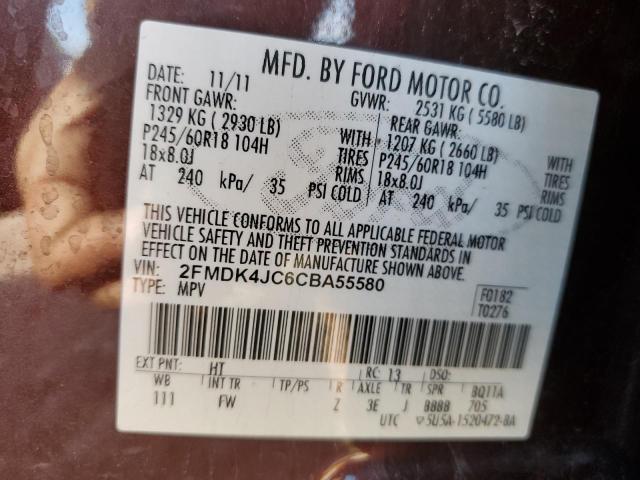 MFD. BY FORD MOTOR CO.
DATE: 11/11 GVWR: 2531 KG ( 5580 LB)
FRONT GAWR: REAR GAWR:
1329 KG ( 2930 LB) WITH 1207 KG ( 2660 LB) WITH
P245/60R18 104H TIRES P245/60R18 104H TIRES
18x8.0J RIMS 18x8.0J RIMS
AT 240 kPa/ 35 PSI COLD AT 240 kPa/ 35 PSI COLD
THIS VEHICLE CONFORMS TO ALL APPLICABLE FEDERAL MOTOR
VEHICLE SAFETY AND THEFT PREVENTION STANDARDS IN
EFFECT ON THE DATE OF MANUFACTURE SHOWN ABOVE.
VIN: 2FMDK4JC6CBA55580
TYPE: MPV
F0182
T0276
EXT PNT: HT RC: 13 DSO:
WB INT TR TP/PS R AXLE TR SPR BQ11A
111 FW Z 3E J BBBB 705
UTC 5U5A-1520472-BA
Ford